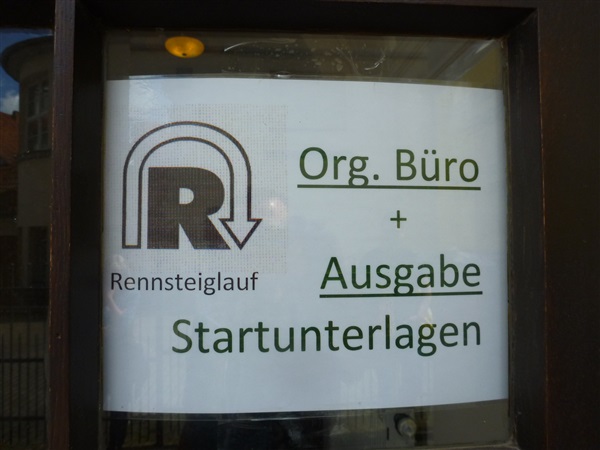 R
Rennsteiglauf
Org. Büro
+
Ausgabe
Startunterlagen